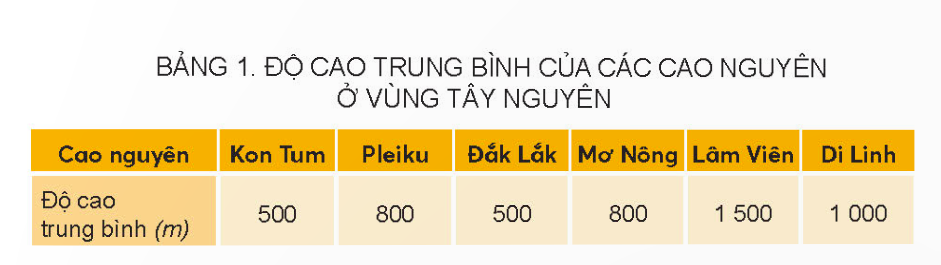 BẢNG 1. ĐỘ CAO TRUNG BÌNH CỦA CÁC CAO NGUYÊN
Ở VÙNG TÂY NGUYÊN
Cao nguyên Kon Tum Pleiku Đắk Lắk Mơ Nông Lâm Viên Di Linh
Độ cao
trung bình (m) 500 800 500 800 1 500 1 000